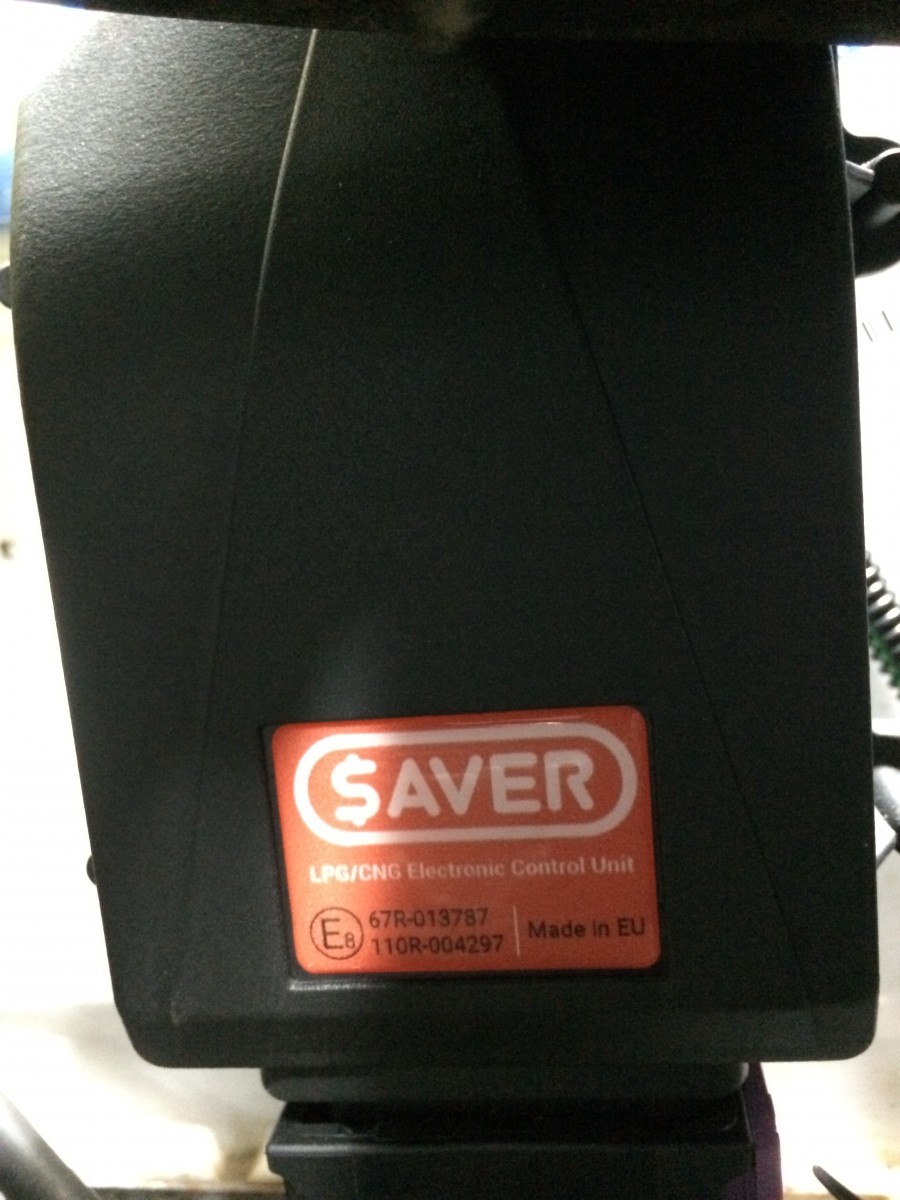 $AVER
LPG/CNG Electronic Control Unit
E8
67R-013787
110R-004297
Made in EU